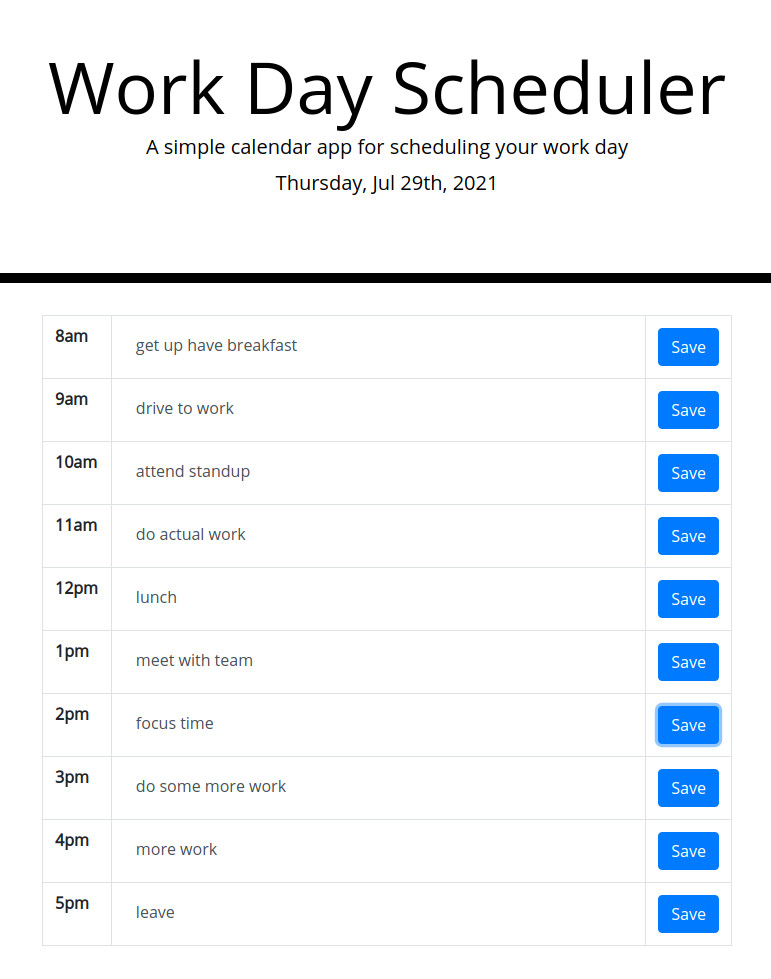 Work Day Scheduler
A simple calendar app for scheduling your work day
Thursday, Jul 29th, 2021
8am get up have breakfast Save
9am drive to work Save
10am attend standup Save
11am do actual work Save
12pm lunch Save
1pm meet with team Save
2pm focus time Save
3pm do some more work Save
4pm more work Save
5pm leave Save